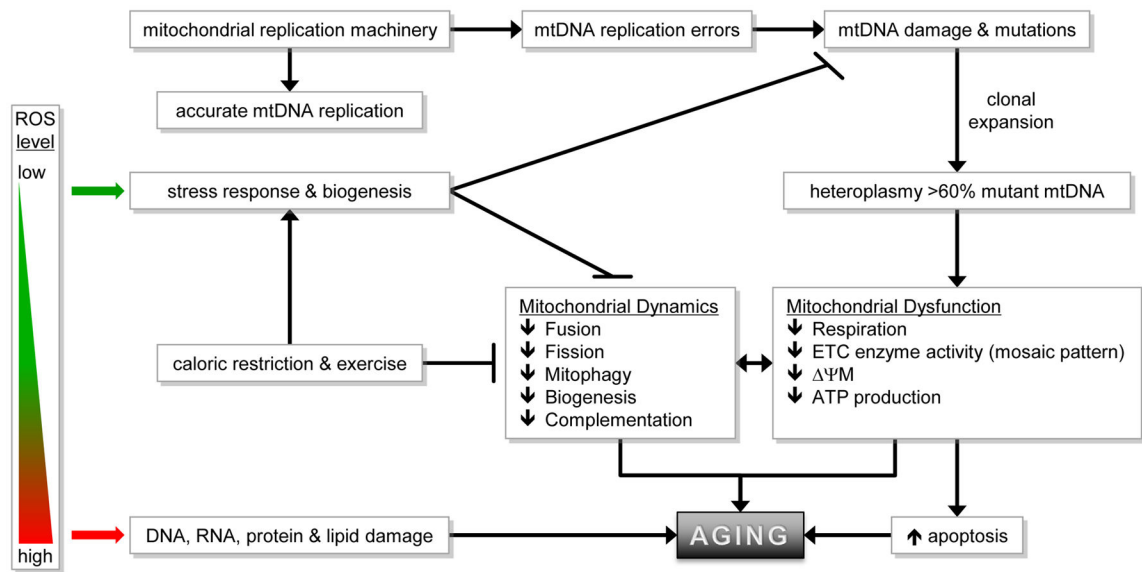 mitochondrial replication machinery
mtDNA replication errors
mtDNA damage & mutations
accurate mtDNA replication
clonal
expansion
ROS
level
low
stress response & biogenesis
heteroplasmy >60% mutant mtDNA
caloric restriction & exercise
Mitochondrial Dynamics
↓ Fusion
↓ Fission
↓ Mitophagy
↓ Biogenesis
↓ Complementation
Mitochondrial Dysfunction
↓ Respiration
↓ ETC enzyme activity (mosaic pattern)
↓ ΔΨM
↓ ATP production
high
DNA, RNA, protein & lipid damage
AGING
↑ apoptosis